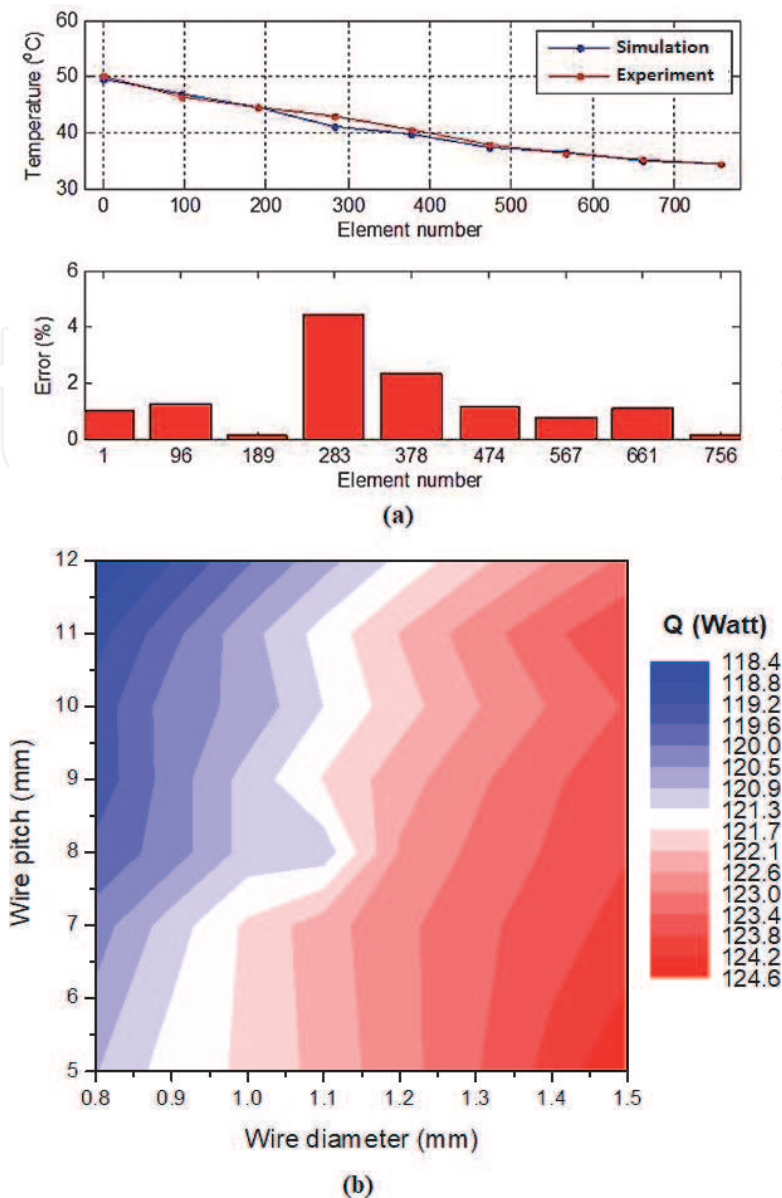 60
50
40
30
Temperature (⁰C)
Simulation
Experiment
0 100 200 300 400 500 600 700
Element number
6
4
2
0
Error (%)
1 96 189 283 378 474 567 661 756
Element number
(a)
12
11
10
9
8
7
6
5
Wire pitch (mm)
0.8 0.9 1.0 1.1 1.2 1.3 1.4 1.5
Wire diameter (mm)
Q (Watt)
118.4
118.8
119.2
119.6
120.0
120.5
120.9
121.3
121.7
122.1
122.6
123.0
123.4
123.8
124.2
124.6
(b)